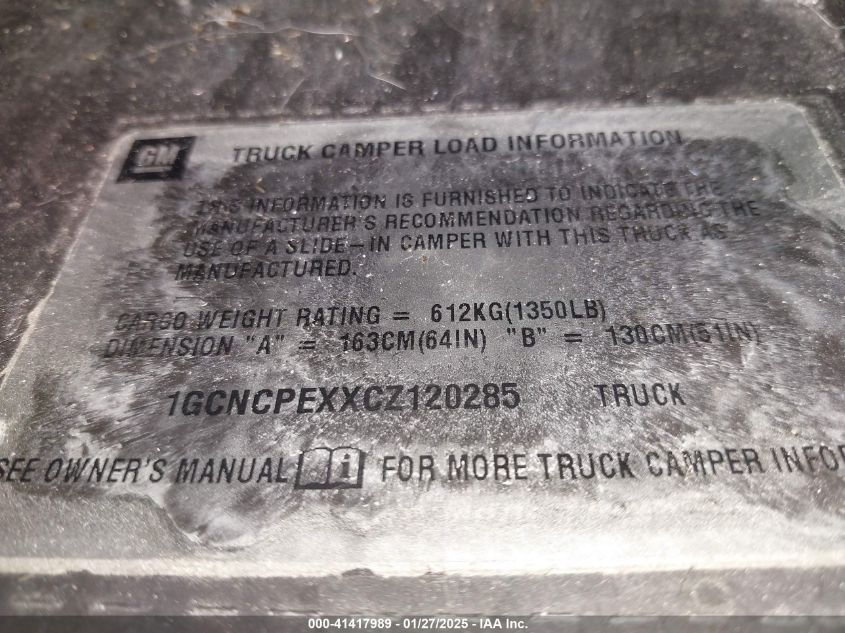 GM TRUCK CAMPER LOAD INFORMATION
THIS INFORMATION IS FURNISHED TO INDICATE THE
MANUFACTURER'S RECOMMENDATION REGARDING THE
USE OF A SLIDE-IN CAMPER WITH THIS TRUCK AS
MANUFACTURED.
CARGO WEIGHT RATING = 612KG(1350LB)
DIMENSION "A" = 163CM(64IN) "B" = 130CM(51IN)
1GCNCPEXXCZ120285 TRUCK
SEE OWNER'S MANUAL i FOR MORE TRUCK CAMPER INFOR
000-41417989 | 01/27/2025 | IAA Inc.